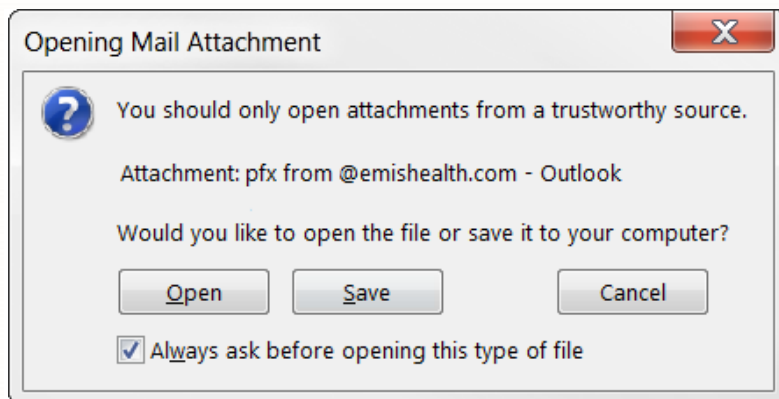 Opening Mail Attachment
You should only open attachments from a trustworthy source.
Attachment: pfx from @emishealth.com - Outlook
Would you like to open the file or save it to your computer?
Open Save Cancel
Always ask before opening this type of file